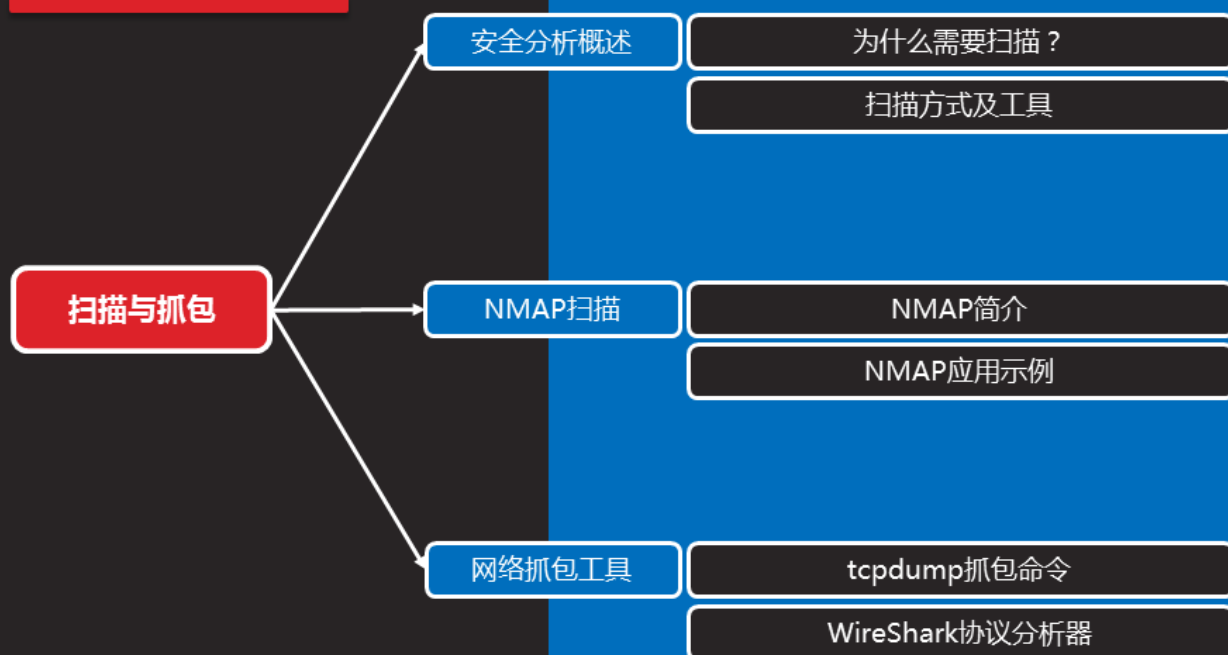 安全分析概述
为什么需要扫描？
扫描方式及工具
扫描与抓包
NMAP扫描
NMAP简介
NMAP应用示例
网络抓包工具
tcpdump抓包命令
WireShark协议分析器